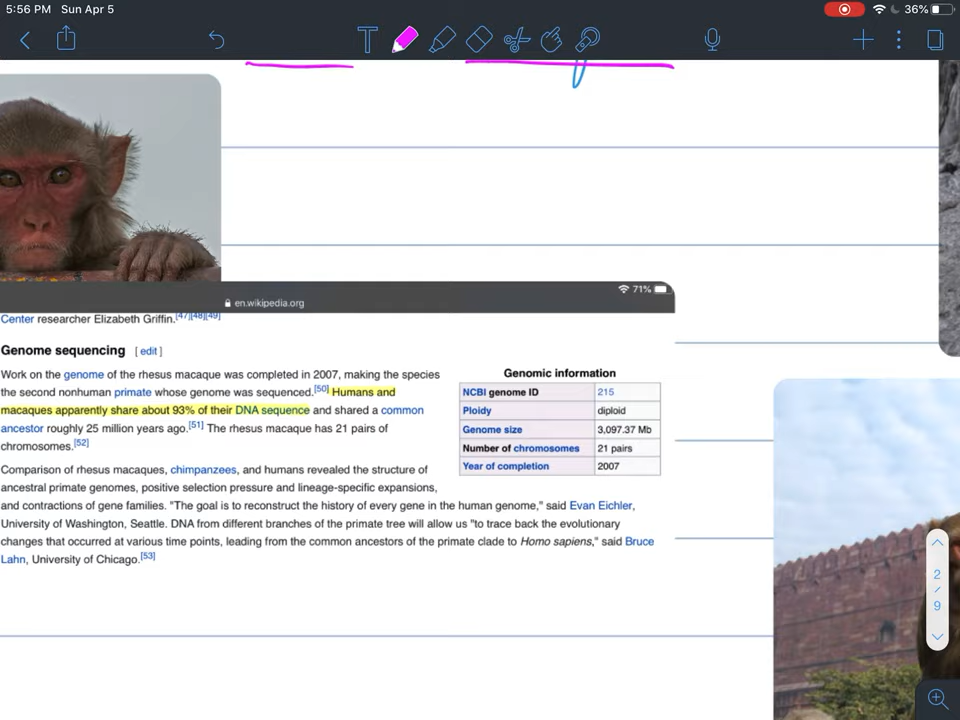 5:56 PM Sun Apr 5
36%
T
71%
en.wikipedia.org
Center researcher Elizabeth Griffin.[47][48][49]
Genome sequencing [ edit ]
Work on the genome of the rhesus macaque was completed in 2007, making the species
the second nonhuman primate whose genome was sequenced.[50] Humans and
macaques apparently share about 93% of their DNA sequence and shared a common
ancestor roughly 25 million years ago.[51] The rhesus macaque has 21 pairs of
chromosomes.[52]
Genomic information
NCBI genome ID 215
Ploidy diploid
Genome size 3,097.37 Mb
Number of chromosomes 21 pairs
Year of completion 2007
Comparison of rhesus macaques, chimpanzees, and humans revealed the structure of
ancestral primate genomes, positive selection pressure and lineage-specific expansions,
and contractions of gene families. "The goal is to reconstruct the history of every gene in the human genome," said Evan Eichler,
University of Washington, Seattle. DNA from different branches of the primate tree will allow us "to trace back the evolutionary
changes that occurred at various time points, leading from the common ancestors of the primate clade to Homo sapiens," said Bruce
Lahn, University of Chicago.[53]
2
/
9